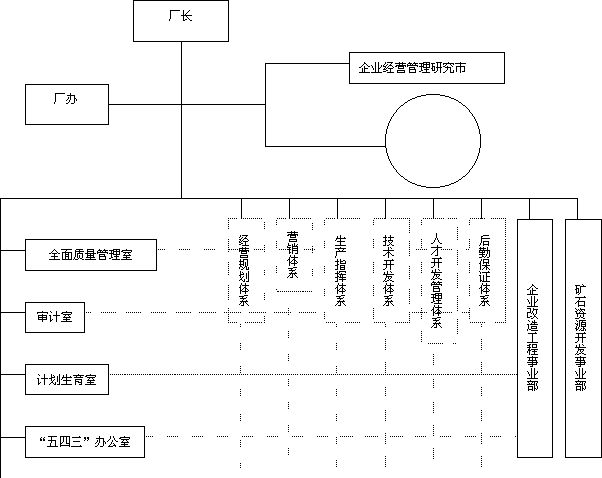 厂长
企业经营管理研究市
厂办
经营规划体系
营销体系
生产指挥体系
技术开发体系
人才开发管理体系
后勤保证体系
企业改造工程事业部
矿石资源开发事业部
全面质量管理室
审计室
计划生育室
“五四三”办公室